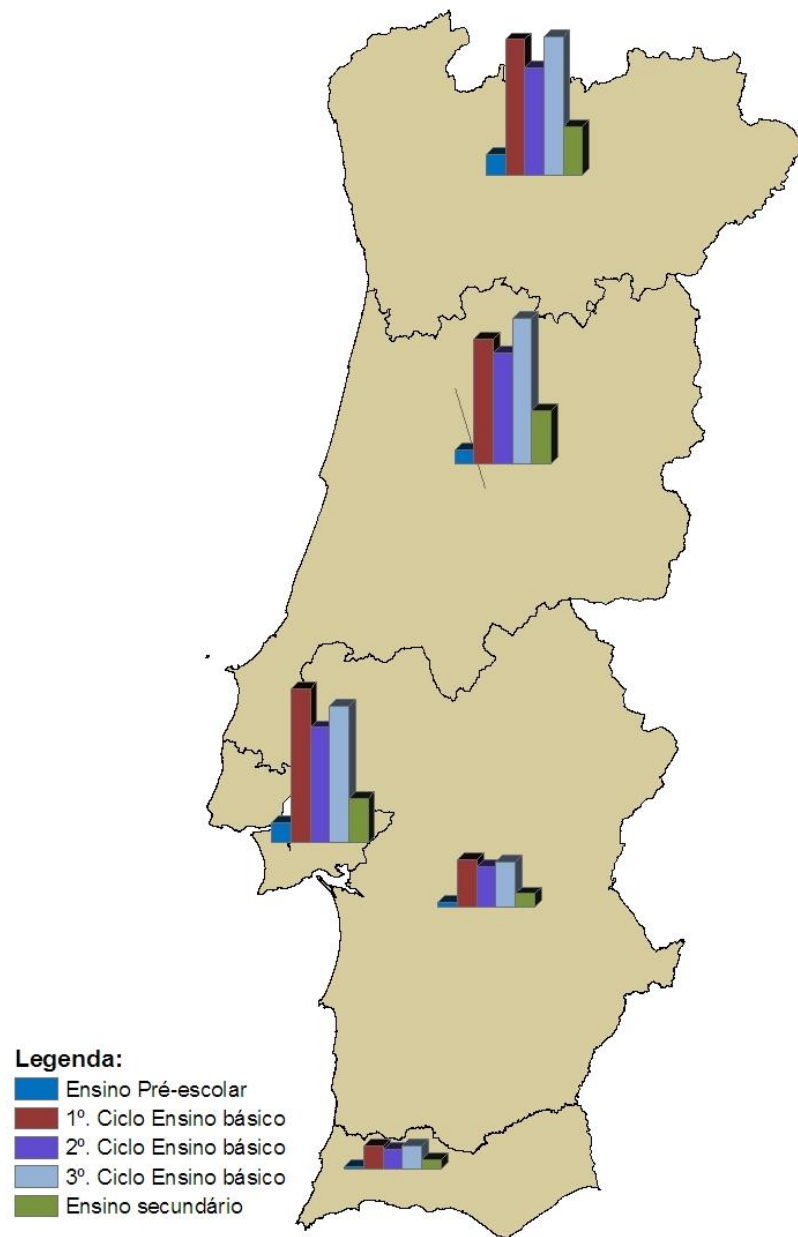 Legenda:
Ensino Pré-escolar
1º. Ciclo Ensino básico
2º. Ciclo Ensino básico
3º. Ciclo Ensino básico
Ensino secundário